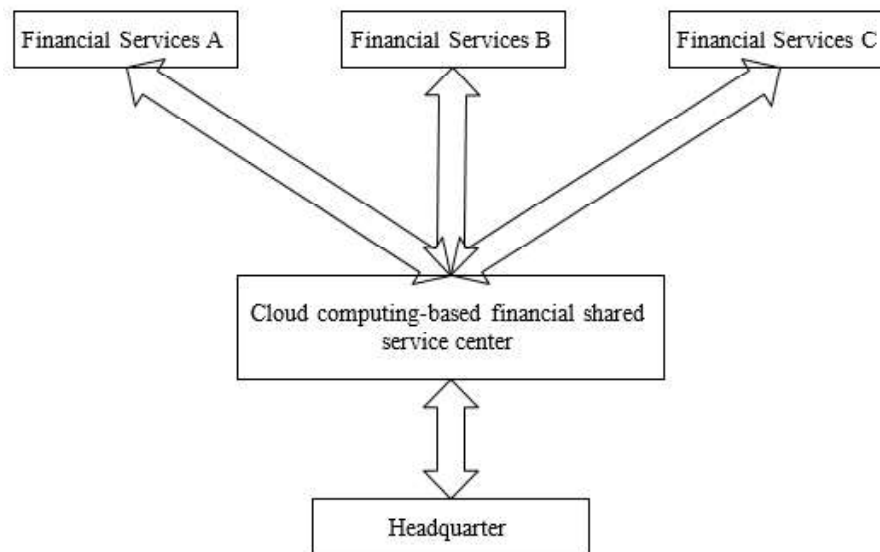 Financial Services A
Financial Services B
Financial Services C
Cloud computing-based financial shared
service center
Headquarter